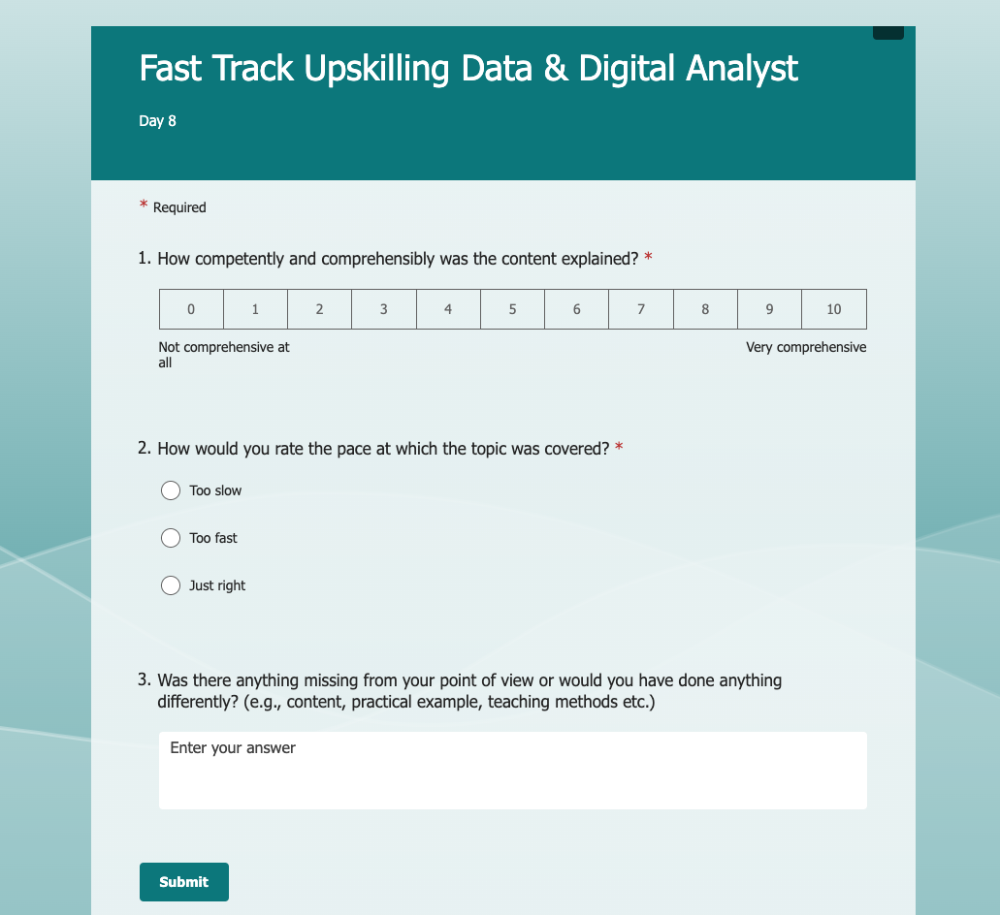 Fast Track Upskilling Data & Digital Analyst
Day 8
* Required
1. How competently and comprehensibly was the content explained? *
0 1 2 3 4 5 6 7 8 9 10
Not comprehensive at
all
Very comprehensive
2. How would you rate the pace at which the topic was covered? *
Too slow
Too fast
Just right
3. Was there anything missing from your point of view or would you have done anything
differently? (e.g., content, practical example, teaching methods etc.)
Enter your answer
Submit